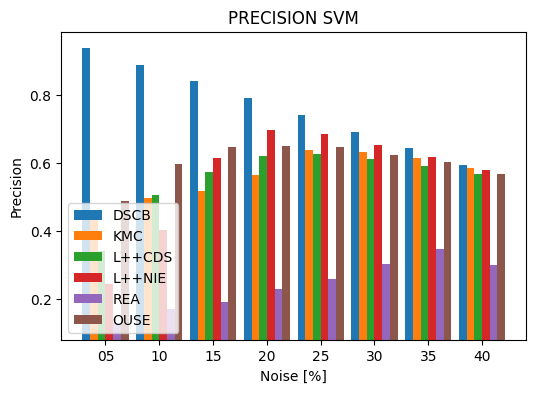 PRECISION SVM
Precision
0.8
0.6
0.4
0.2
DSCB
KMC
L++CDS
L++NIE
REA
OUSE
05 10 15 20 25 30 35 40
Noise [%]